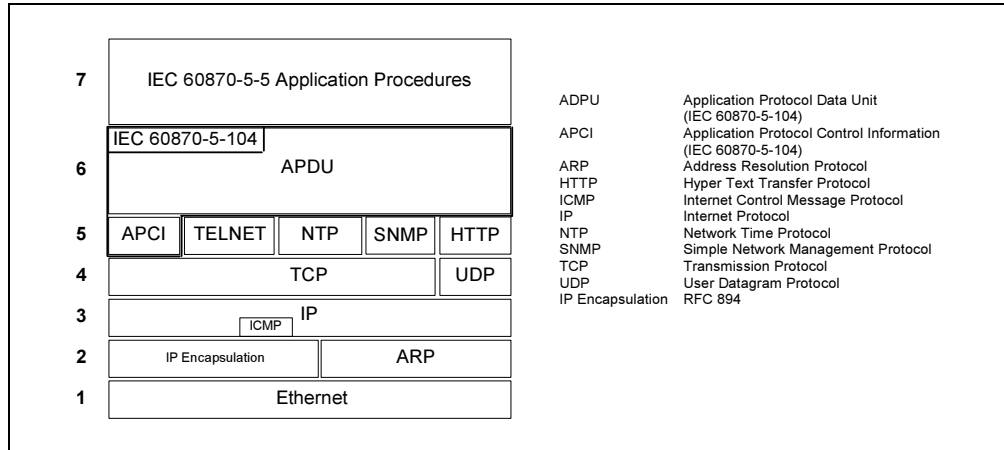 7 IEC 60870-5-5 Application Procedures
IEC 60870-5-104
6 APDU
5 APCI TELNET NTP SNMP HTTP
4 TCP UDP
3 IP
ICMP
2 IP Encapsulation ARP
1 Ethernet
ADPU Application Protocol Data Unit
(IEC 60870-5-104)
APCI Application Protocol Control Information
(IEC 60870-5-104)
ARP Address Resolution Protocol
HTTP Hyper Text Transfer Protocol
ICMP Internet Control Message Protocol
IP Internet Protocol
NTP Network Time Protocol
SNMP Simple Network Management Protocol
TCP Transmission Protocol
UDP User Datagram Protocol
IP Encapsulation RFC 894